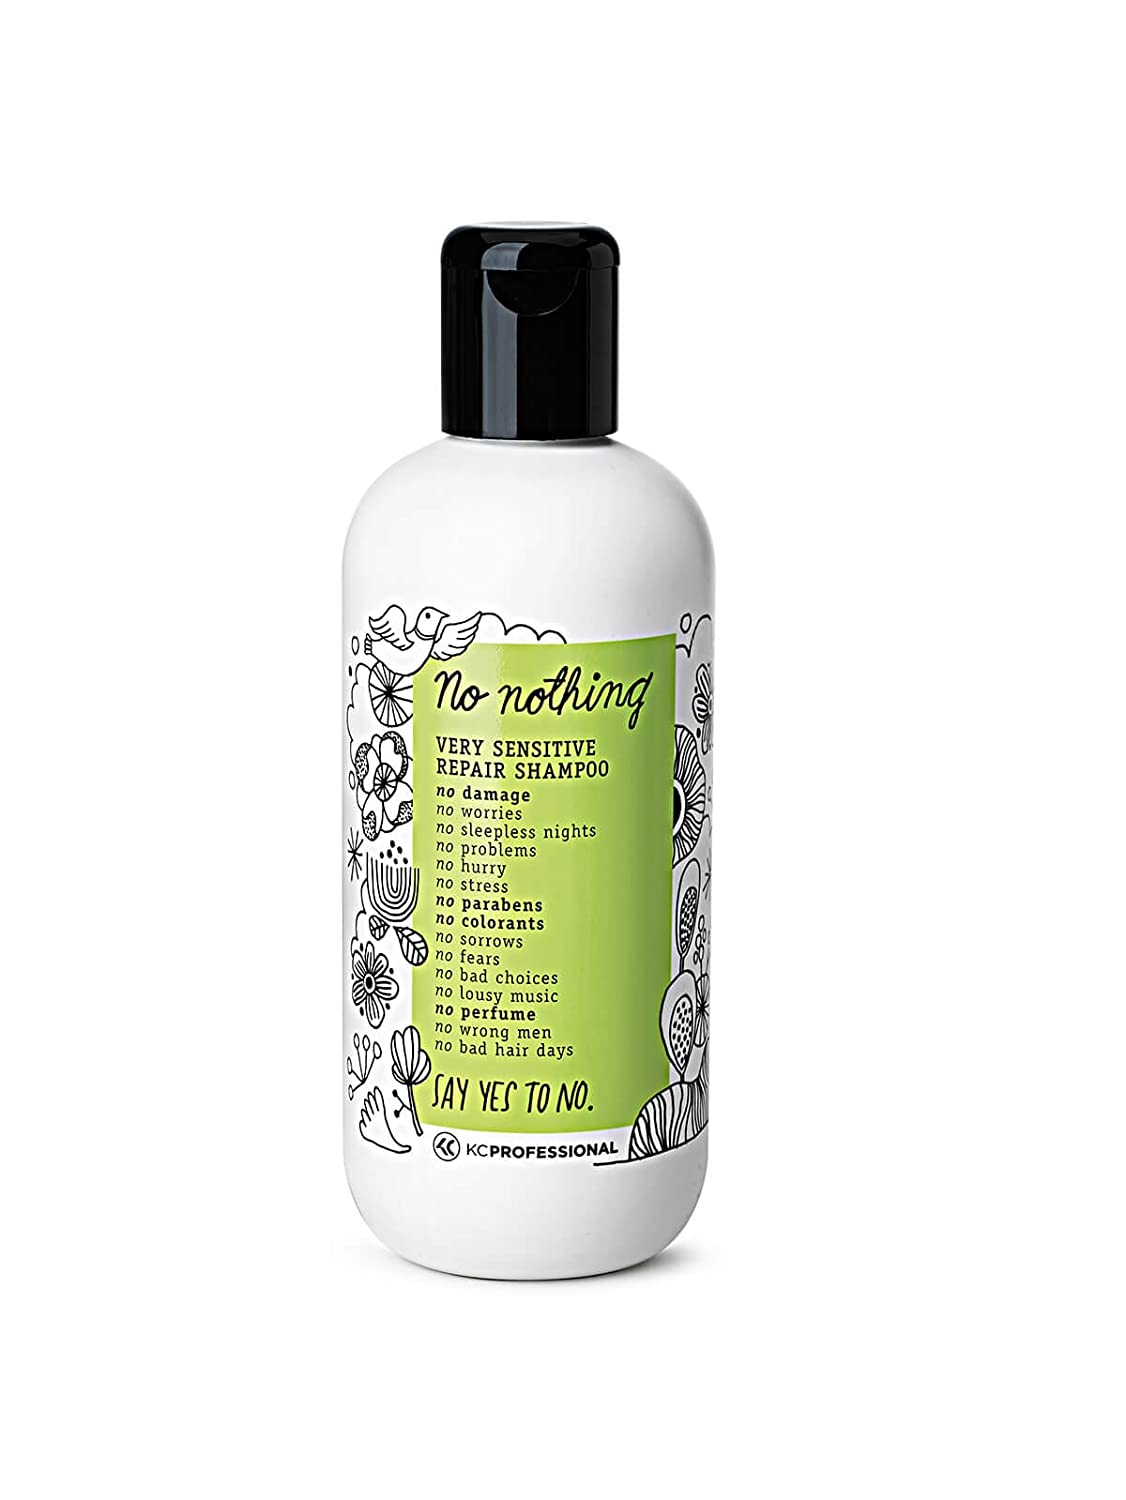 No nothing
VERY SENSITIVE
REPAIR SHAMPOO
no damage
no worries
no sleepless nights
no problems
no hurry
no stress
no parabens
no colorants
no sorrows
no fears
no bad choices
no lousy music
no perfume
no wrong men
no bad hair days
SAY YES TO NO.
KC KCPROFESSIONAL